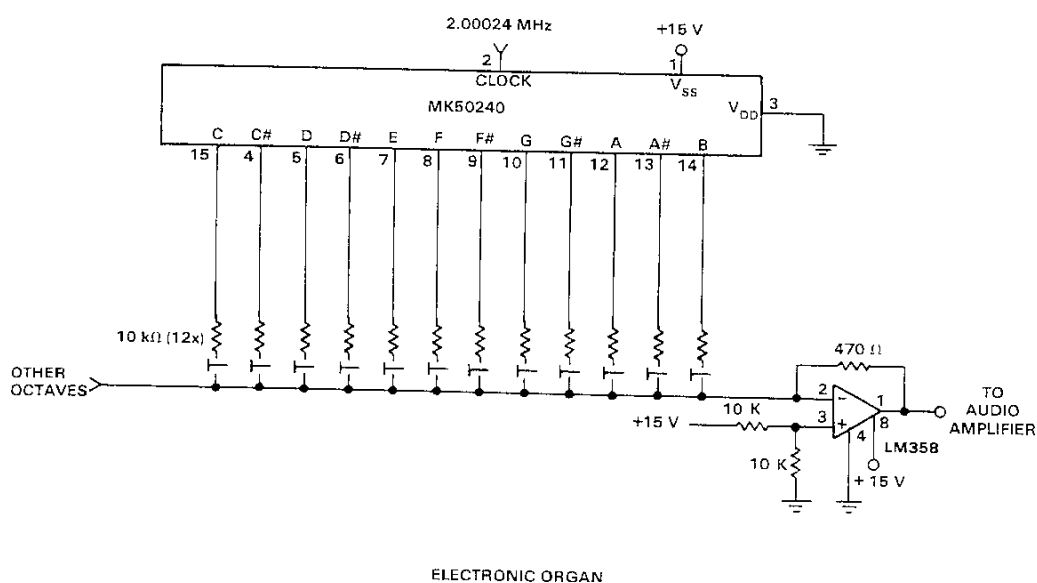 2.00024 MHz
+15 V
2
1
CLOCK
VSS
MK50240
VDD
3
C C# D D# E F F# G G# A A# B
15 4 5 6 7 8 9 10 11 12 13 14
10 kΩ (12x)
470 Ω
OTHER
OCTAVES
2
-
1
TO
AUDIO
AMPLIFIER
10 K
+15 V
3
+
8
4
LM358
10 K
+ 15 V
ELECTRONIC ORGAN